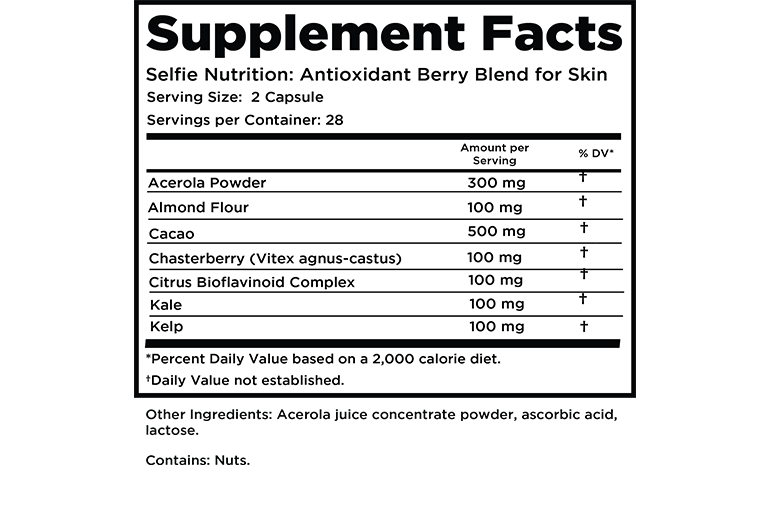 Supplement Facts
Selfie Nutrition: Antioxidant Berry Blend for Skin
Serving Size: 2 Capsule
Servings per Container: 28
Amount per Serving % DV*
Acerola Powder 300 mg †
Almond Flour 100 mg †
Cacao 500 mg †
Chasterberry (Vitex agnus-castus) 100 mg †
Citrus Bioflavinoid Complex 100 mg †
Kale 100 mg †
Kelp 100 mg †
*Percent Daily Value based on a 2,000 calorie diet.
†Daily Value not established.
Other Ingredients: Acerola juice concentrate powder, ascorbic acid,
lactose.
Contains: Nuts.